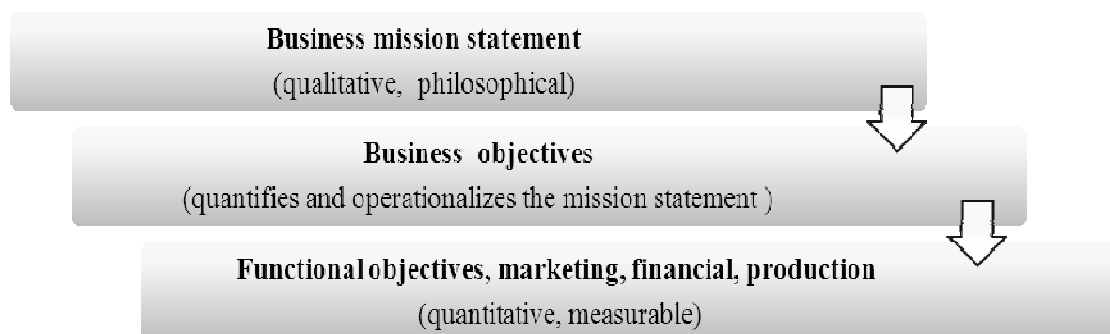 Business mission statement
(qualitative, philosophical)
Business objectives
(quantifies and operationalizes the mission statement )
Functional objectives, marketing, financial, production
(quantitative, measurable)